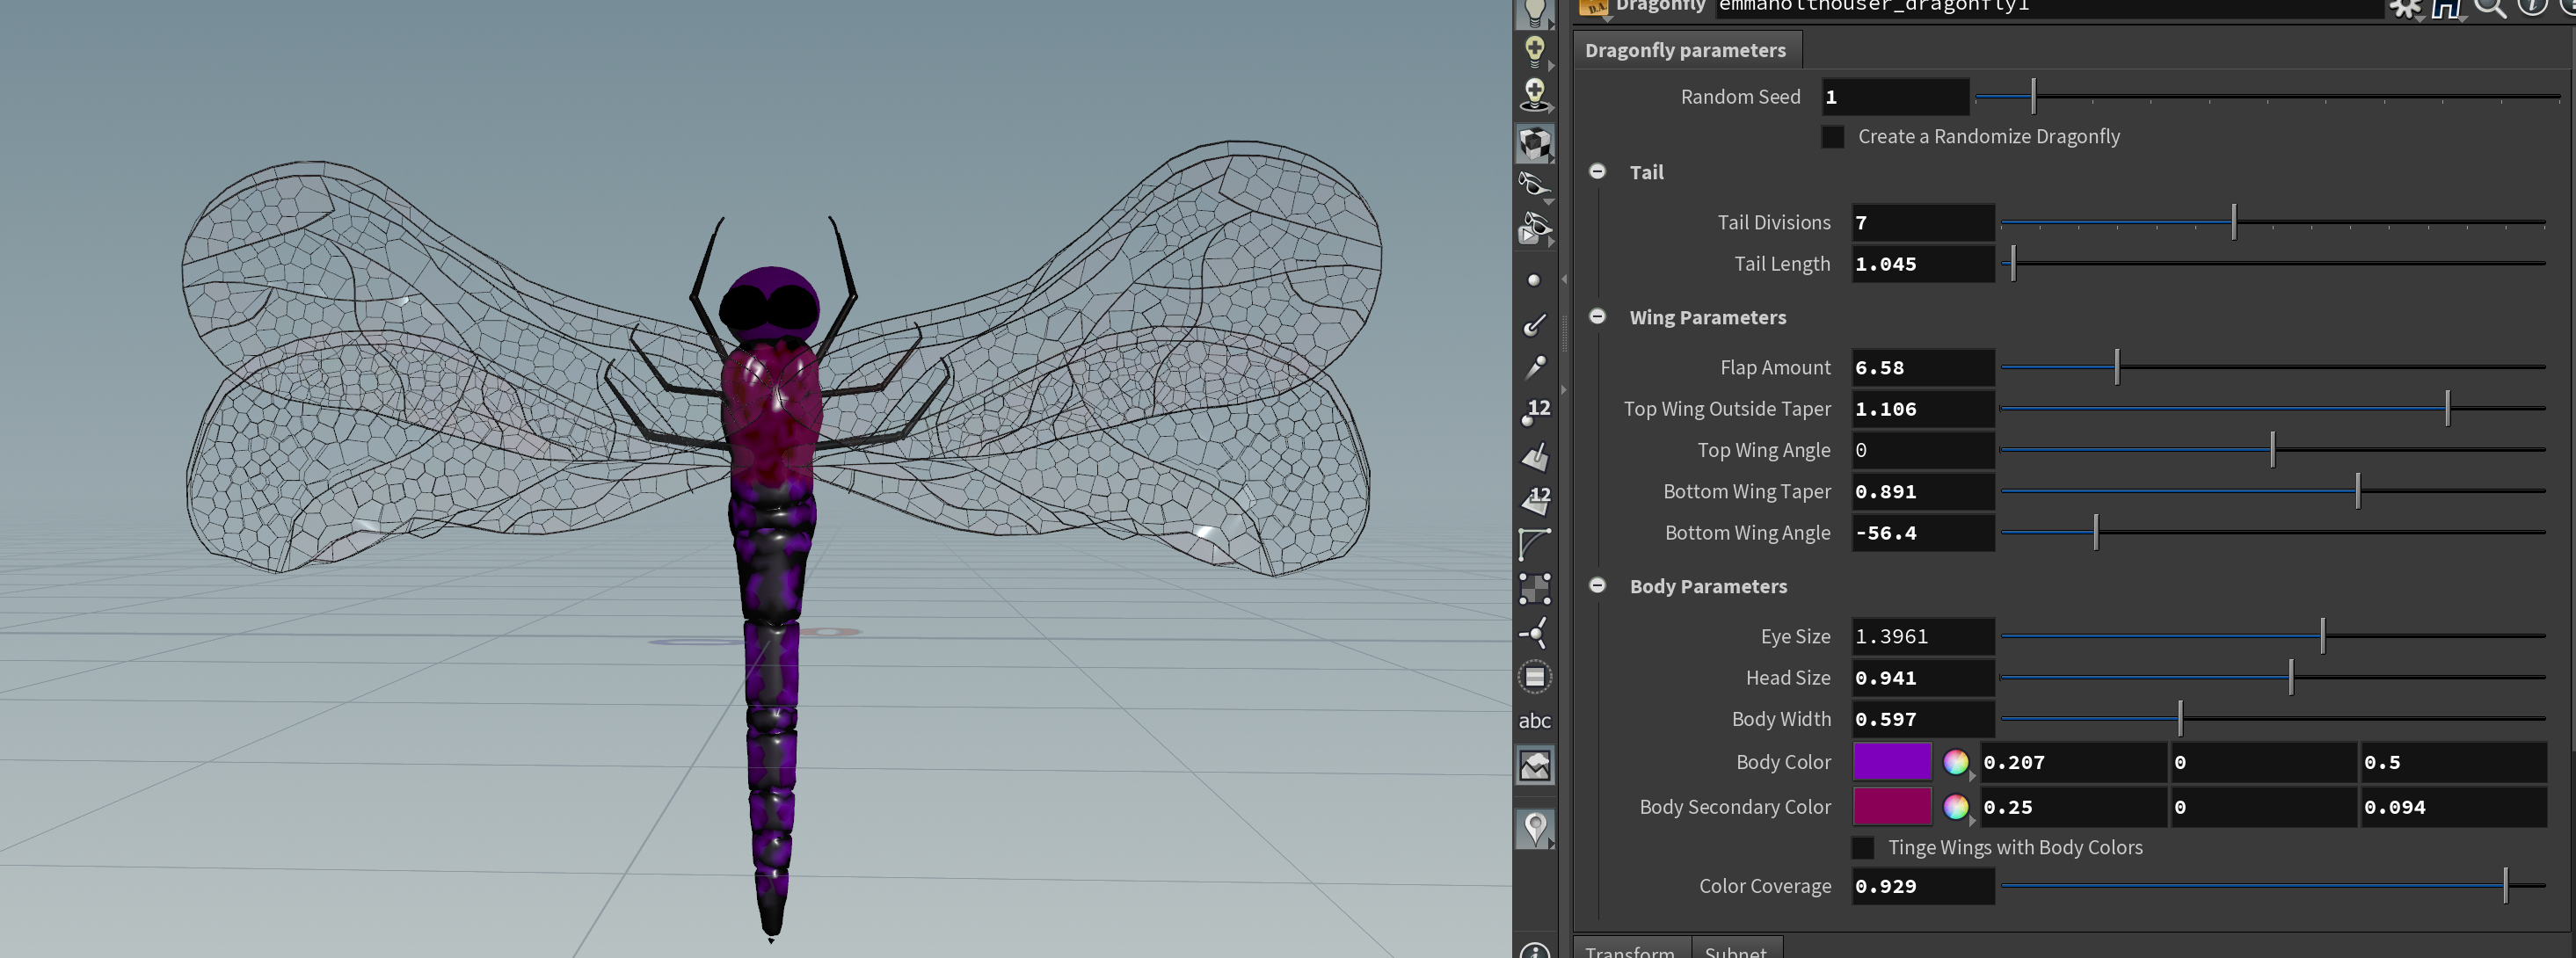 Dragonfly emmaholthouser_dragonfly1
Dragonfly parameters
Random Seed 1
Create a Randomize Dragonfly
Tail
Tail Divisions 7
Tail Length 1.045
Wing Parameters
Flap Amount 6.58
Top Wing Outside Taper 1.106
Top Wing Angle 0
Bottom Wing Taper 0.891
Bottom Wing Angle -56.4
Body Parameters
Eye Size 1.3961
Head Size 0.941
Body Width 0.597
Body Color 0.207 0 0.5
Body Secondary Color 0.25 0 0.094
Tinge Wings with Body Colors
Color Coverage 0.929
Transform Subnet
12
12
abc
D.A.